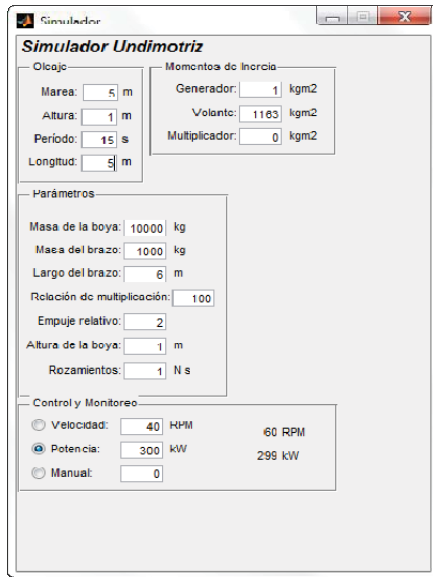 Simulador
Simulador Undimotriz
Oleaje
Marea: 5 m
Altura: 1 m
Período: 15 s
Longitud: 5 m
Momentos de Inercia
Generador: 1 kgm2
Volante: 1163 kgm2
Multiplicador: 0 kgm2
Parámetros
Masa de la boya: 10000 kg
Masa del brazo: 1000 kg
Largo del brazo: 6 m
Relación de multiplicación: 100
Empuje relativo: 2
Altura de la boya: 1 m
Rozamientos: 1 N s
Control y Monitoreo
Velocidad: 40 RPM
60 RPM
Potencia: 300 kW
299 kW
Manual: 0